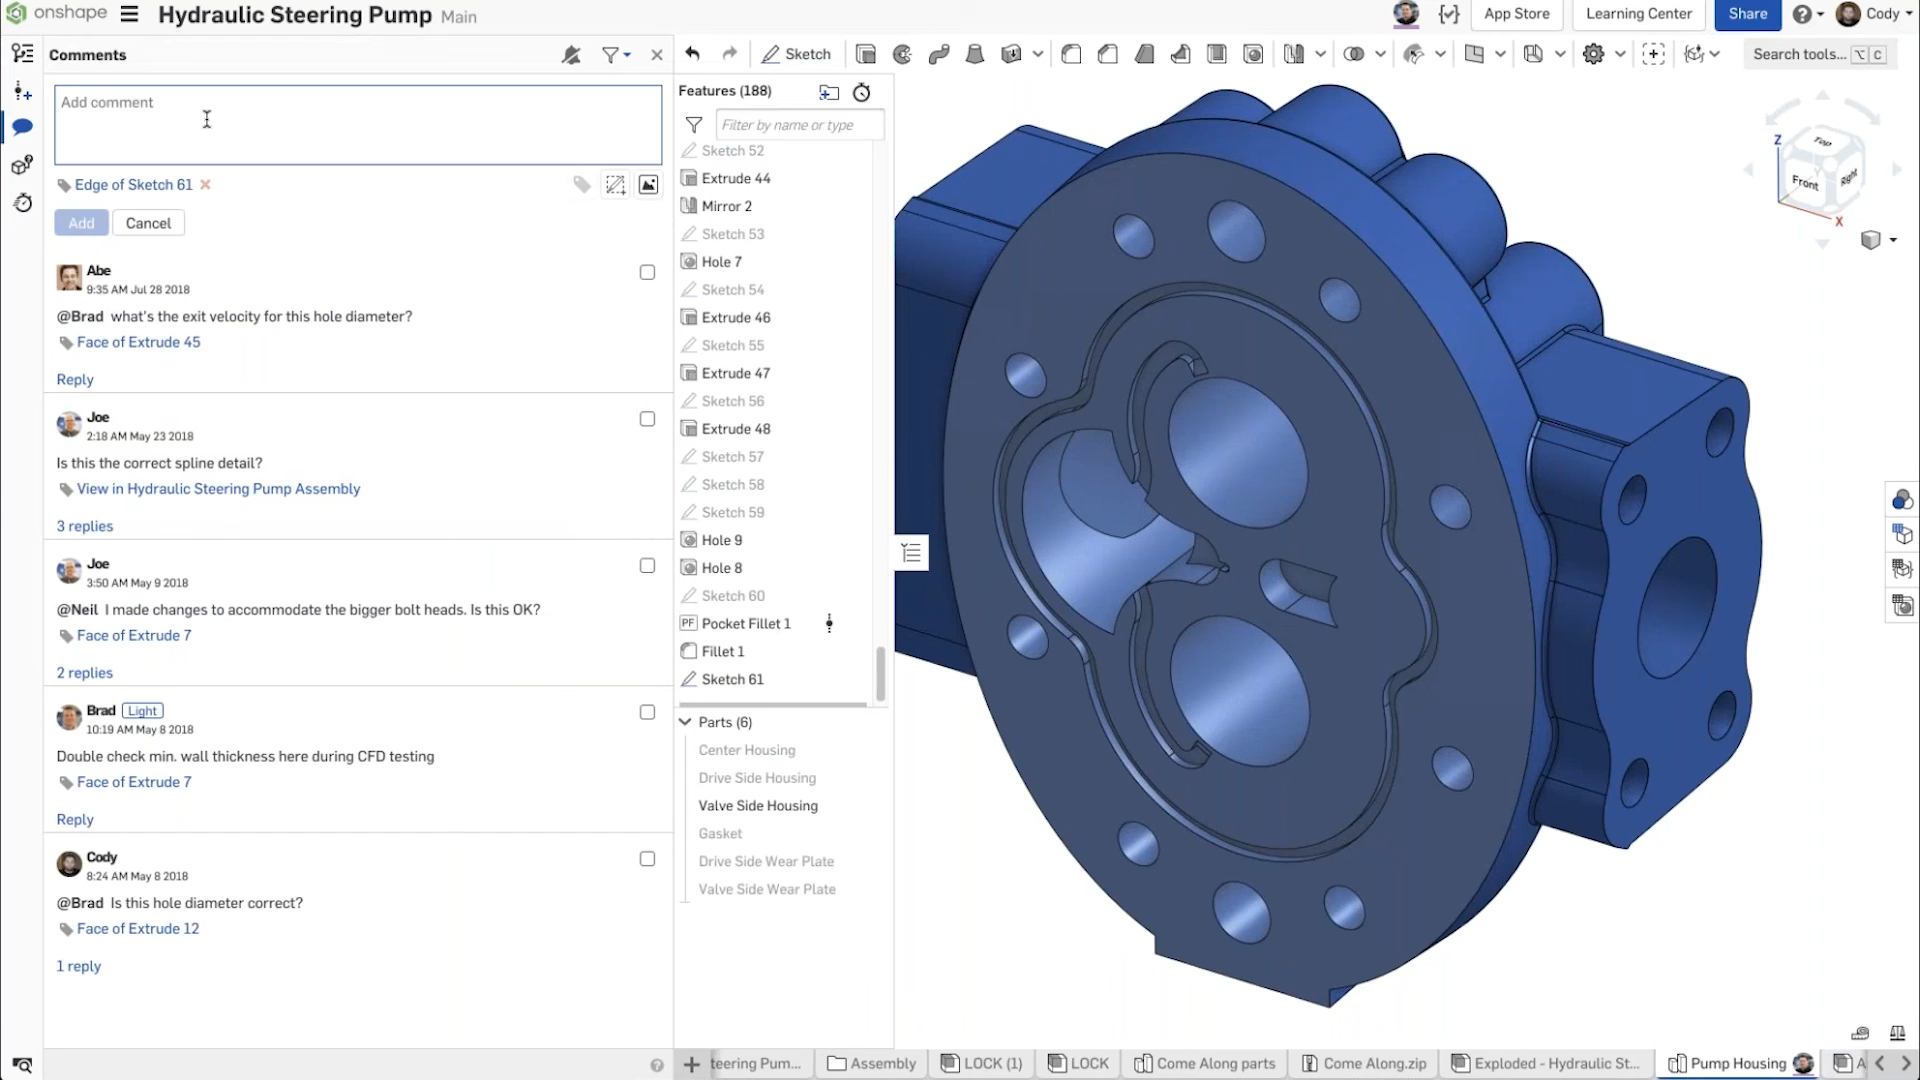 onshape
Hydraulic Steering Pump Main
App Store
Learning Center
Share
Cody
Comments
Sketch
Search tools... ⌥ C
Add comment
Edge of Sketch 61
Add
Cancel
Abe
9:35 AM Jul 28 2018
@Brad what's the exit velocity for this hole diameter?
Face of Extrude 45
Reply
Joe
2:18 AM May 23 2018
Is this the correct spline detail?
View in Hydraulic Steering Pump Assembly
3 replies
Joe
3:50 AM May 9 2018
@Neil I made changes to accommodate the bigger bolt heads. Is this OK?
Face of Extrude 7
2 replies
Brad Light
10:19 AM May 8 2018
Double check min. wall thickness here during CFD testing
Face of Extrude 7
Reply
Cody
8:24 AM May 8 2018
@Brad Is this hole diameter correct?
Face of Extrude 12
1 reply
Features (188)
Filter by name or type
Sketch 52
Extrude 44
Mirror 2
Sketch 53
Hole 7
Sketch 54
Extrude 46
Sketch 55
Extrude 47
Sketch 56
Extrude 48
Sketch 57
Sketch 58
Sketch 59
Hole 9
Hole 8
Sketch 60
PF Pocket Fillet 1
Fillet 1
Sketch 61
Parts (6)
Center Housing
Drive Side Housing
Valve Side Housing
Gasket
Drive Side Wear Plate
Valve Side Wear Plate
Z
Top
Front
Right
X
teering Pum...
Assembly
LOCK (1)
LOCK
Come Along parts
Come Along.zip
Exploded - Hydraulic St...
Pump Housing
A